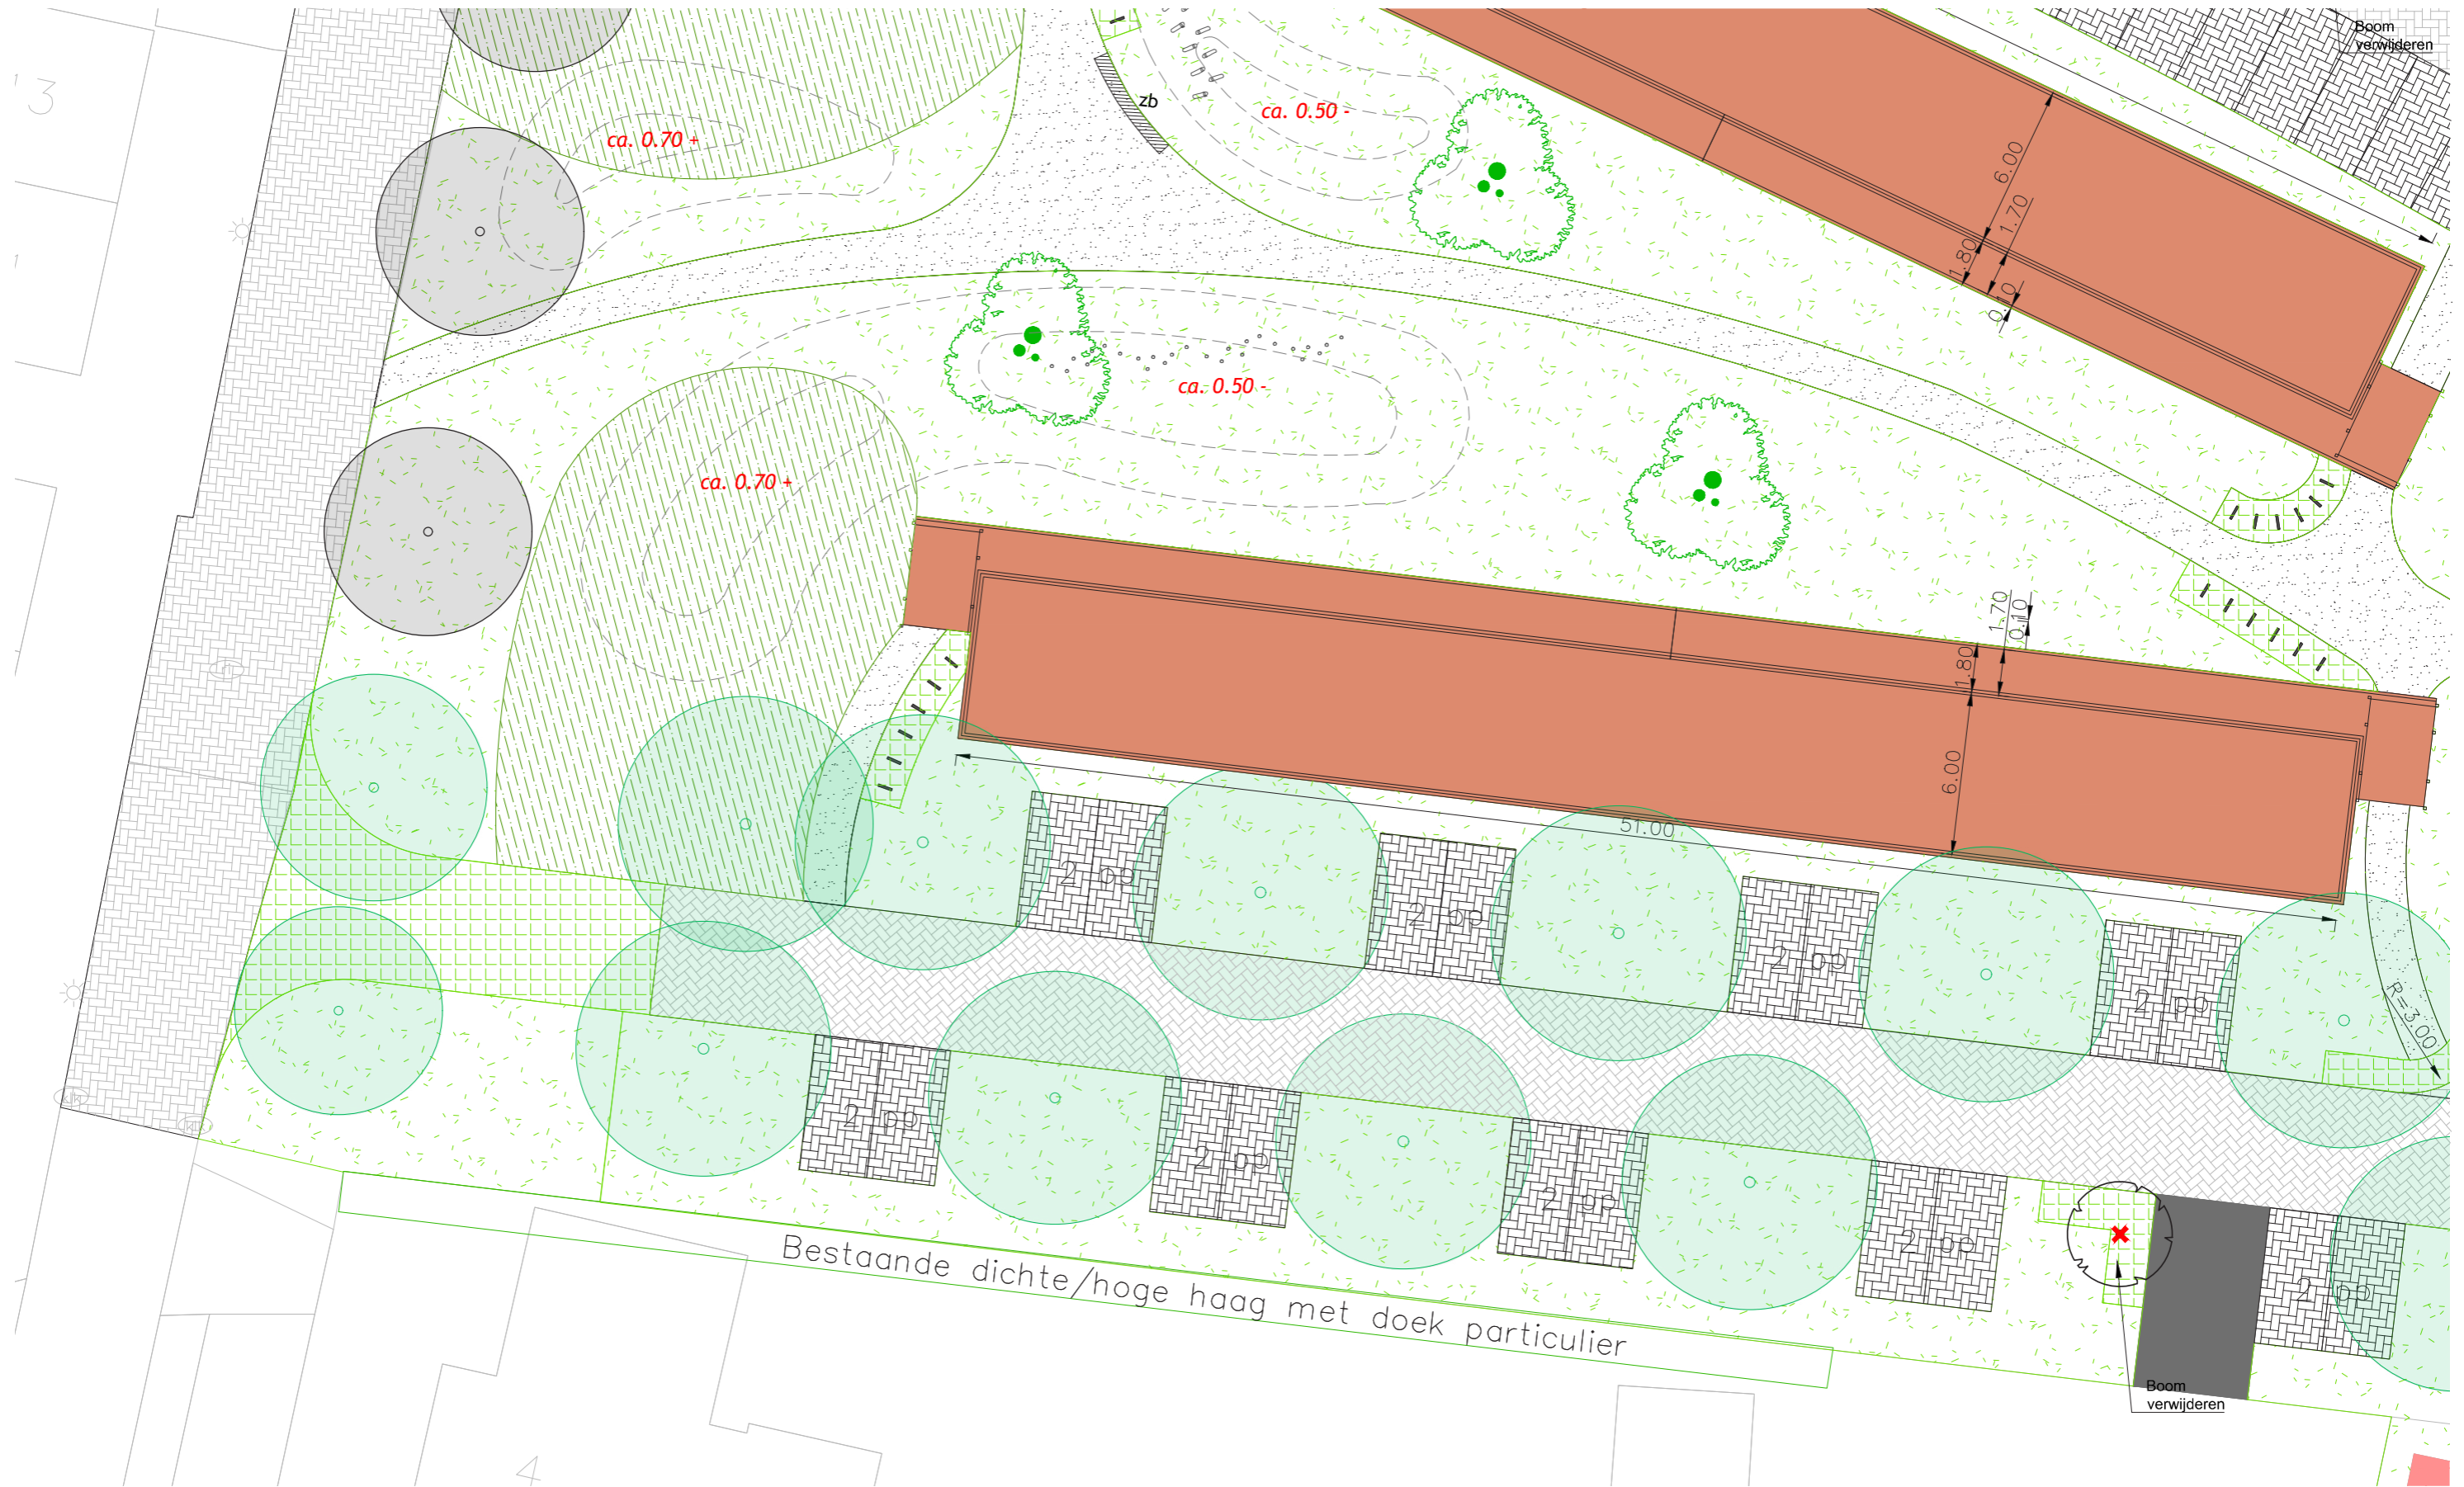 Boom
verwijderen
3
zb
ca. 0.50 -
ca. 0.70 +
6.00
1.70
1.80
0.10
ca. 0.50 -
ca. 0.70 +
1.70
0.10
1.80
6.00
51.00
2 pp
2 pp
2 pp
2 pp
R=3.00
2 pp
2 pp
2 pp
2 pp
2 pp
Bestaande dichte/hoge haag met doek particulier
Boom
verwijderen
4